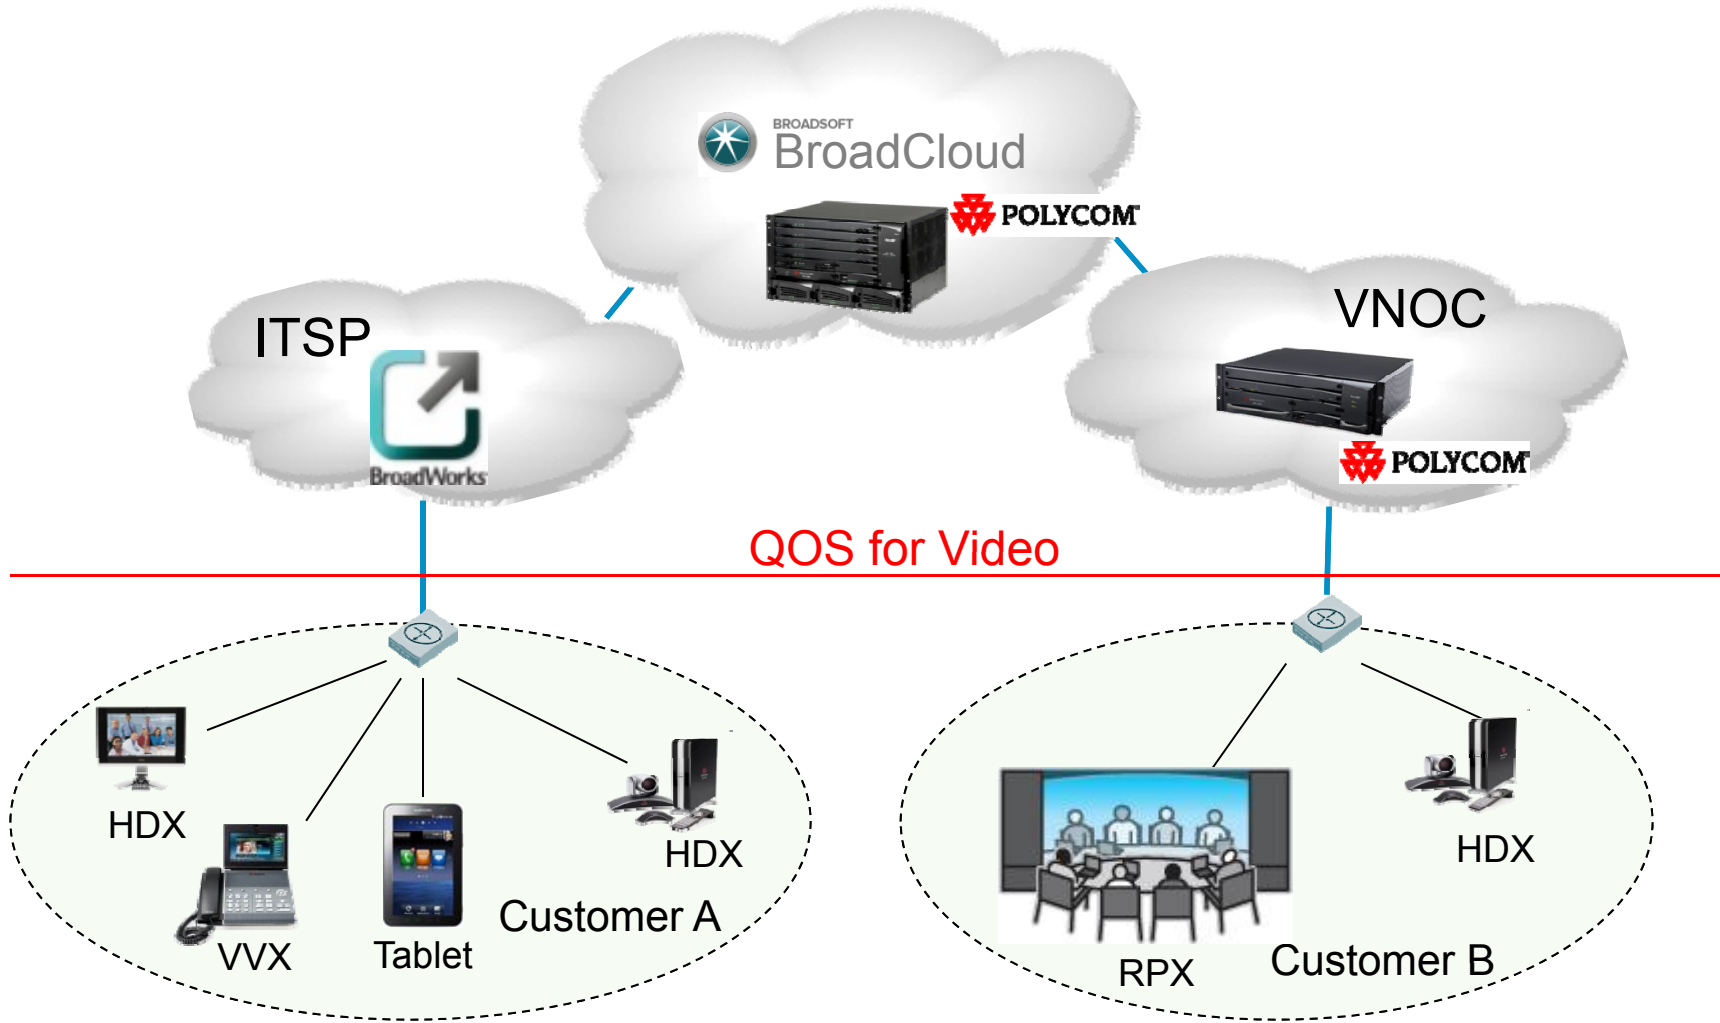 BROADSOFT
BroadCloud
POLYCOM
ITSP
BroadWorks
VNOC
POLYCOM
QOS for Video
HDX
VVX
Tablet
HDX
Customer A
RPX
HDX
Customer B